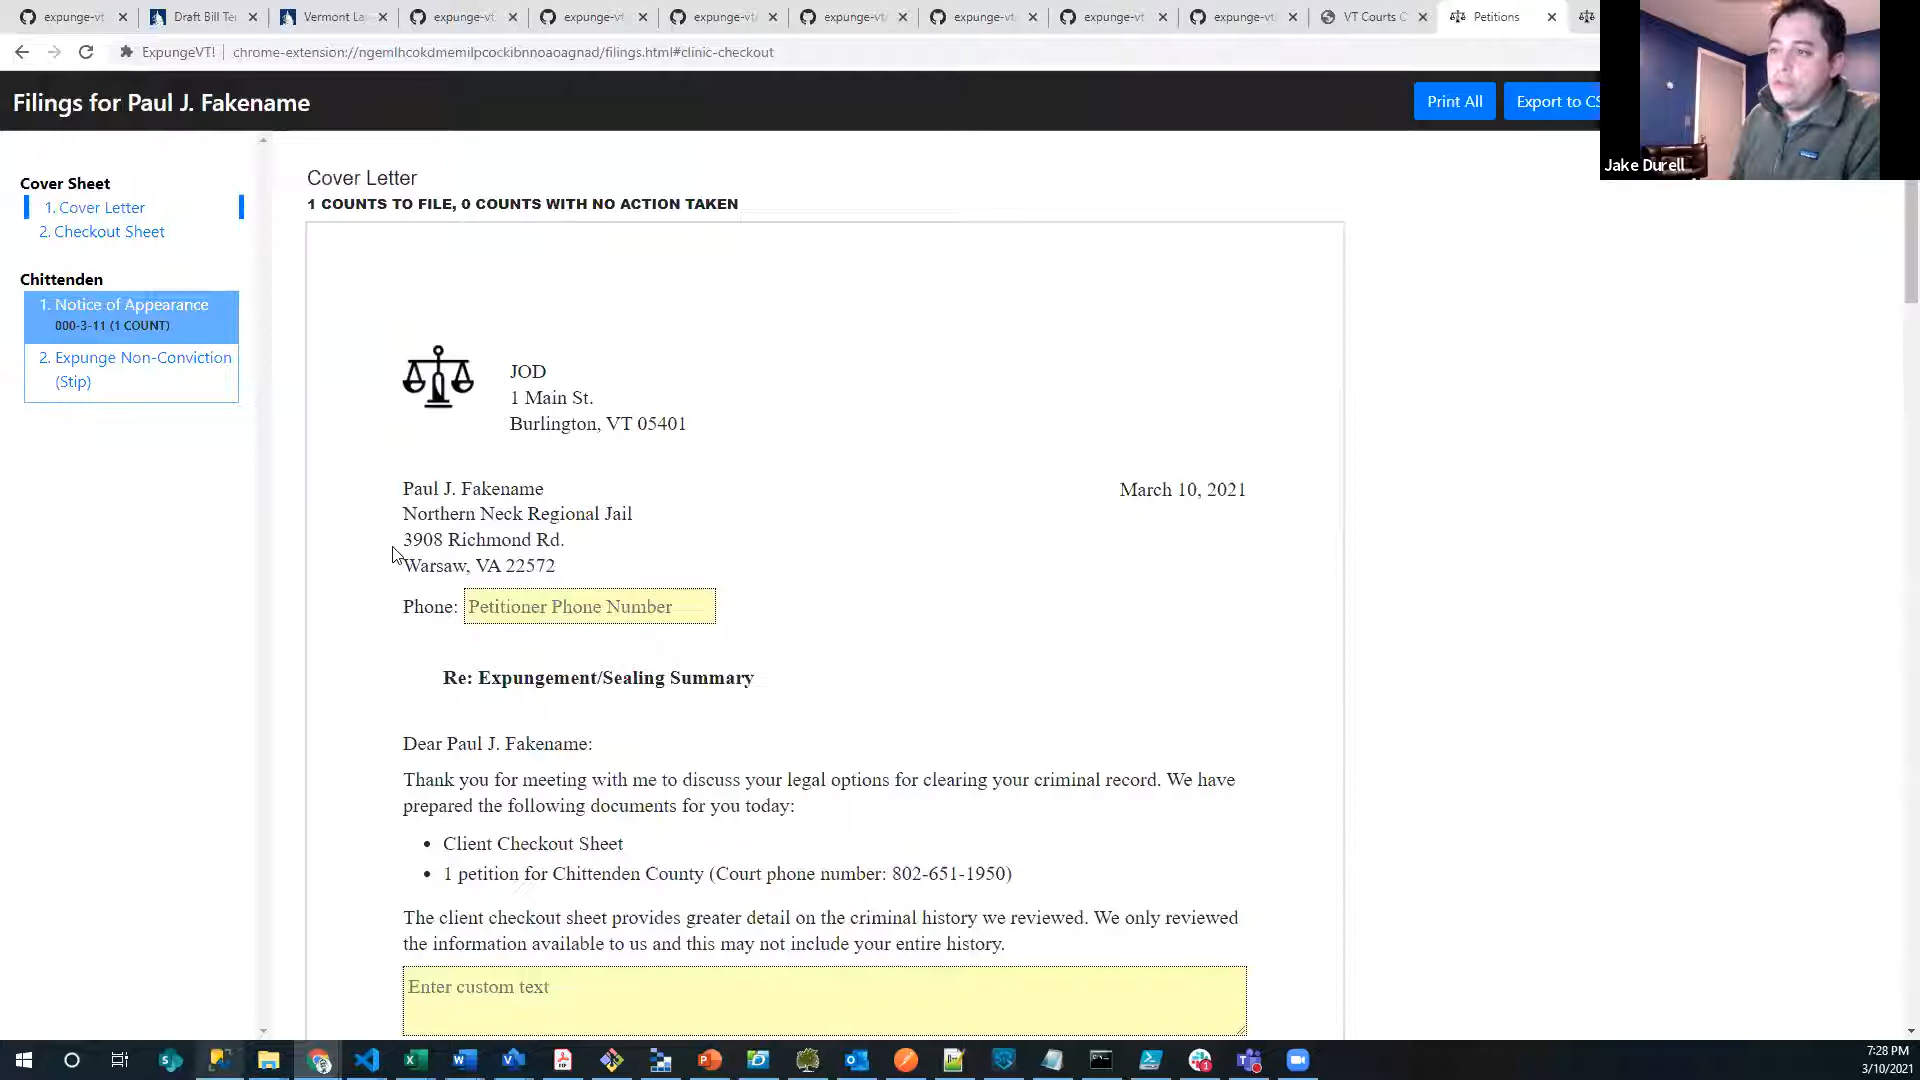 expunge-vt
Draft Bill Te
Vermont La
expunge-vt
expunge-vt
expunge-vt
expunge-vt
expunge-vt
expunge-vt
expunge-vt
VT Courts C
Petitions
ExpungeVT!
chrome-extension://ngemlhcokdmemilpcockibnnoaoagnad/filings.html#clinic-checkout
Filings for Paul J. Fakename
Print All
Export to CS
Jake Durell
Cover Sheet
1. Cover Letter
2. Checkout Sheet
Chittenden
1. Notice of Appearance
000-3-11 (1 COUNT)
2. Expunge Non-Conviction
(Stip)
Cover Letter
1 COUNTS TO FILE, 0 COUNTS WITH NO ACTION TAKEN
JOD
1 Main St.
Burlington, VT 05401
Paul J. Fakename
March 10, 2021
Northern Neck Regional Jail
3908 Richmond Rd.
Warsaw, VA 22572
Phone: Petitioner Phone Number
Re: Expungement/Sealing Summary
Dear Paul J. Fakename:
Thank you for meeting with me to discuss your legal options for clearing your criminal record. We have
prepared the following documents for you today:
• Client Checkout Sheet
• 1 petition for Chittenden County (Court phone number: 802-651-1950)
The client checkout sheet provides greater detail on the criminal history we reviewed. We only reviewed
the information available to us and this may not include your entire history.
Enter custom text
7:28 PM
3/10/2021